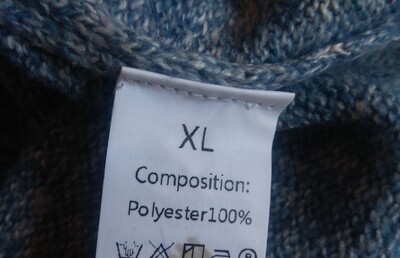 XL
Composition:
Polyester100%